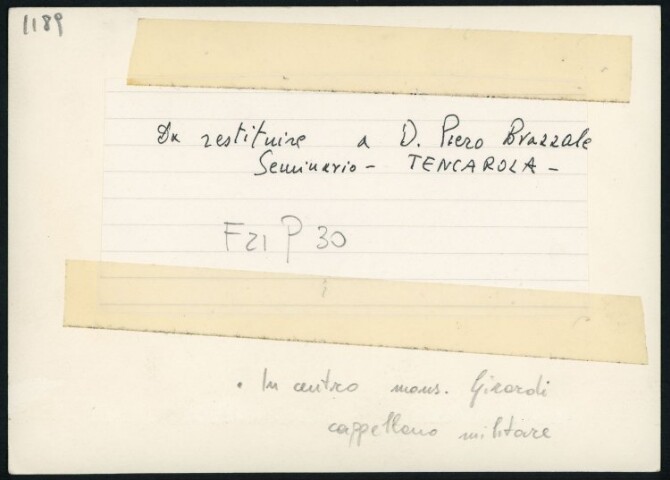 1189
Da restituire a D. Piero Brazzale
Seminario - TENCAROLA -
F21 P 30
• In centro mons. Girardi
cappellano militare